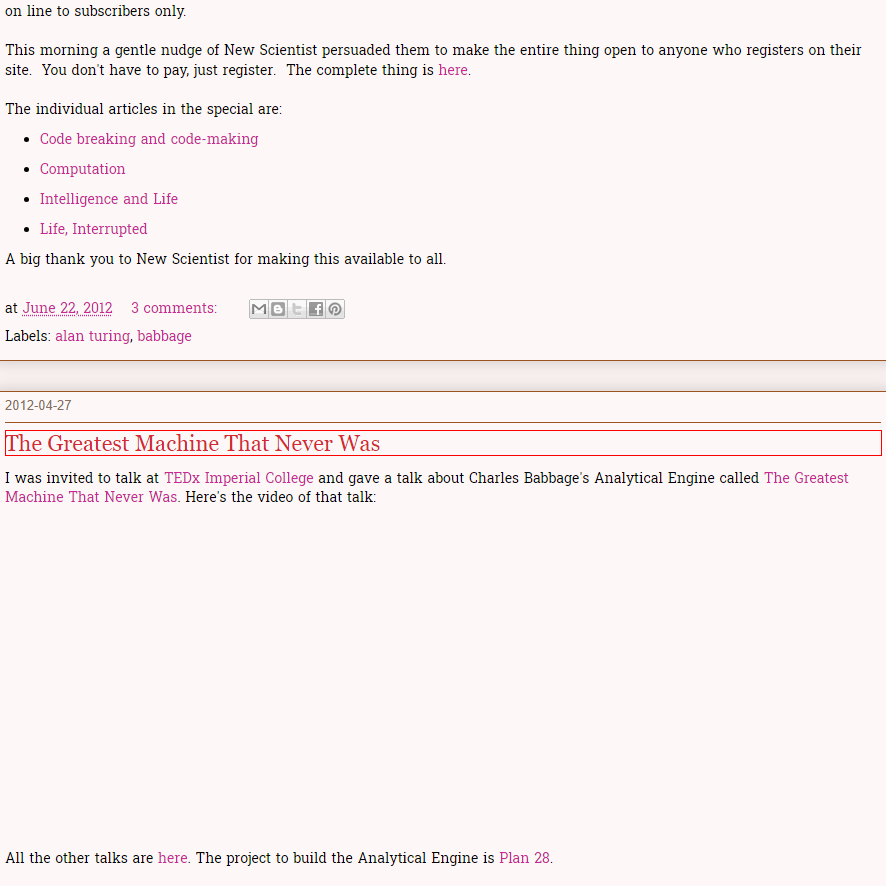 on line to subscribers only.
This morning a gentle nudge of New Scientist persuaded them to make the entire thing open to anyone who registers on their
site.  You don't have to pay, just register.  The complete thing is here.
The individual articles in the special are:
Code breaking and code-making
Computation
Intelligence and Life
Life, Interrupted
A big thank you to New Scientist for making this available to all.
at June 22, 2012 3 comments:
Labels: alan turing, babbage
2012-04-27
The Greatest Machine That Never Was
I was invited to talk at TEDx Imperial College and gave a talk about Charles Babbage's Analytical Engine called The Greatest
Machine That Never Was. Here's the video of that talk:
All the other talks are here. The project to build the Analytical Engine is Plan 28.